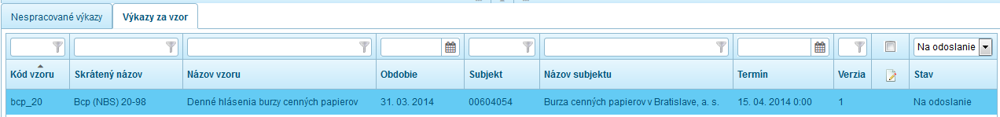 Nespracované výkazy Výkazy za vzor
Na odoslanie
Kód vzoru Skrátený názov Názov vzoru Obdobie Subjekt Názov subjektu Termín Verzia Stav
bcp_20 Bcp (NBS) 20-98 Denné hlásenia burzy cenných papierov 31. 03. 2014 00604054 Burza cenných papierov v Bratislave, a. s. 15. 04. 2014 0:00 1 Na odoslanie